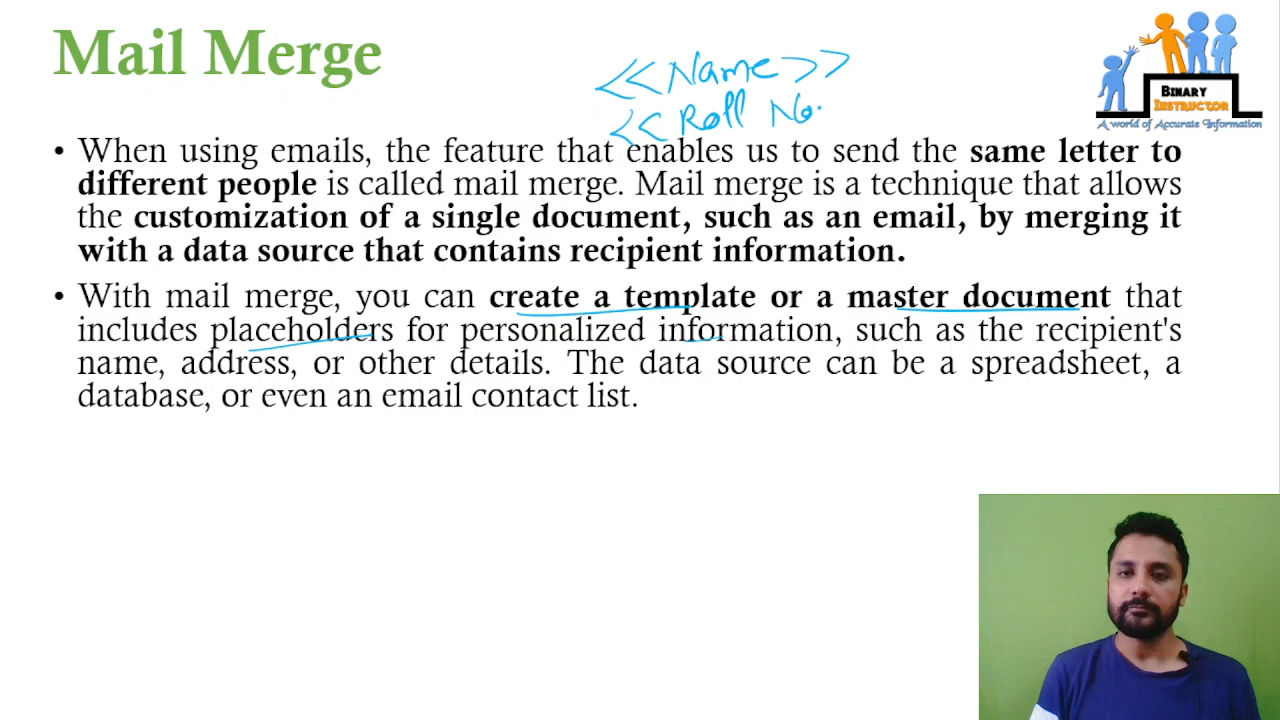 Mail Merge
<<Name>>
<<Roll No.
BINARY
INSTRUCTOR
A world of Accurate Information
• When using emails, the feature that enables us to send the same letter to
different people is called mail merge. Mail merge is a technique that allows
the customization of a single document, such as an email, by merging it
with a data source that contains recipient information.
• With mail merge, you can create a template or a master document that
includes placeholders for personalized information, such as the recipient's
name, address, or other details. The data source can be a spreadsheet, a
database, or even an email contact list.